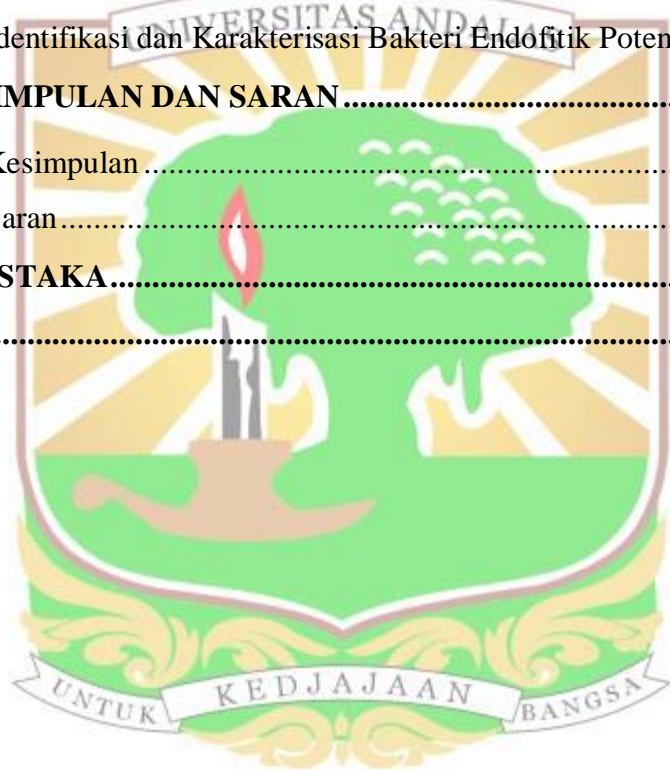 UNIVERSITAS ANDALAS
dentifikasi dan Karakterisasi Bakteri Endofitik Poten
IMPULAN DAN SARAN..........................................
Kesimpulan..........................................................
aran......................................................................
STAKA.................................................................
.............................................................................
UNTUK KEDJAJAAN BANGSA